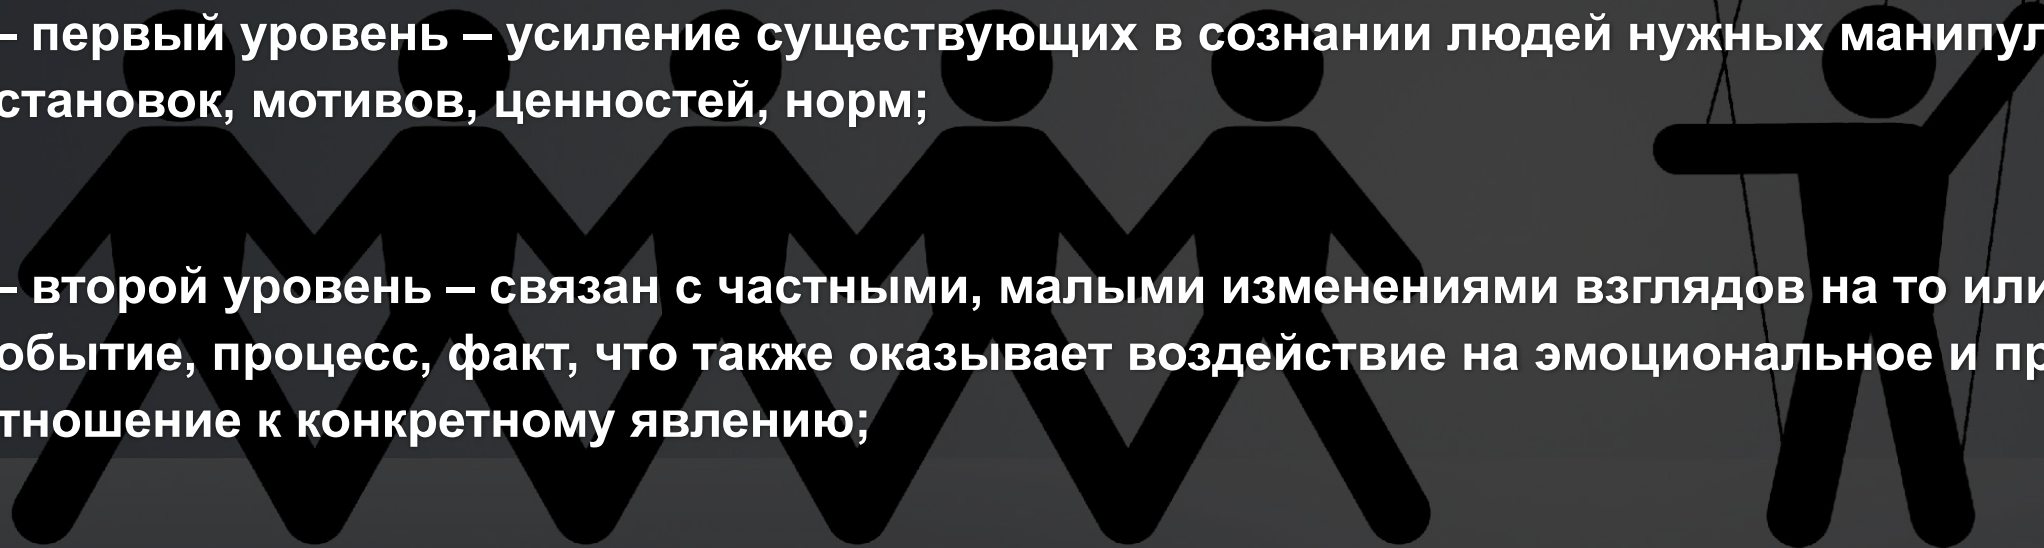 – первый уровень – усиление существующих в сознании людей нужных манипул
становок, мотивов, ценностей, норм;
– второй уровень – связан с частными, малыми изменениями взглядов на то или
обытие, процесс, факт, что также оказывает воздействие на эмоциональное и пр
тношение к конкретному явлению;